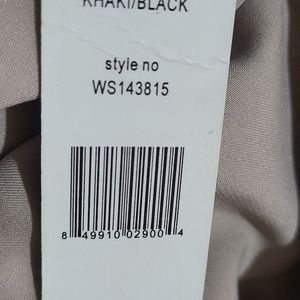 KHAKI/BLACK
style no
WS143815
8 49910 02900 4